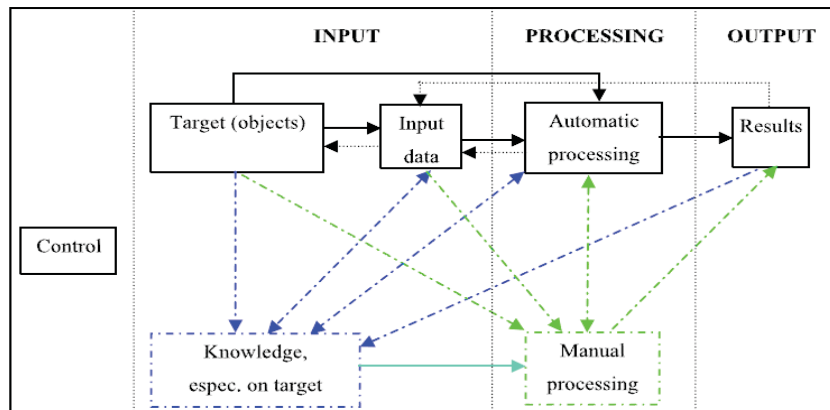 INPUT
PROCESSING
OUTPUT
Target (objects)
Input
data
Automatic
processing
Results
Control
Knowledge,
espec. on target
Manual
processing